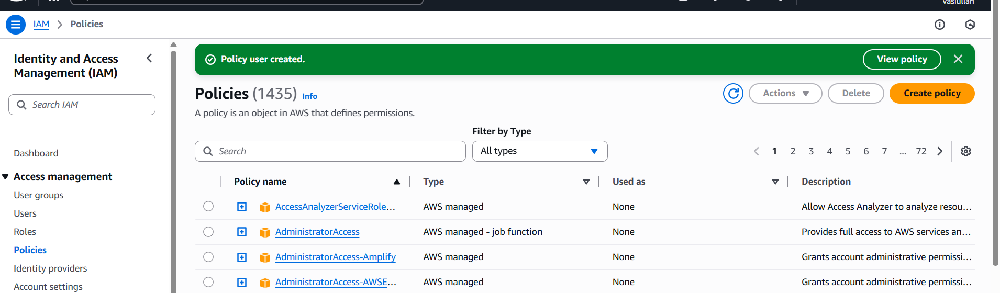 Vasiullah
IAM > Policies
Identity and Access
Management (IAM)
Search IAM
Dashboard
Access management
User groups
Users
Roles
Policies
Identity providers
Account settings
Policy user created.
View policy
Policies (1435) Info
Actions
Delete
Create policy
A policy is an object in AWS that defines permissions.
Filter by Type
Search
All types
1 2 3 4 5 6 7 ... 72
Policy name Type Used as Description
AccessAnalyzerServiceRole... AWS managed None Allow Access Analyzer to analyze resou...
AdministratorAccess AWS managed - job function None Provides full access to AWS services an...
AdministratorAccess-Amplify AWS managed None Grants account administrative permissi...
AdministratorAccess-AWSE... AWS managed None Grants account administrative permissi...